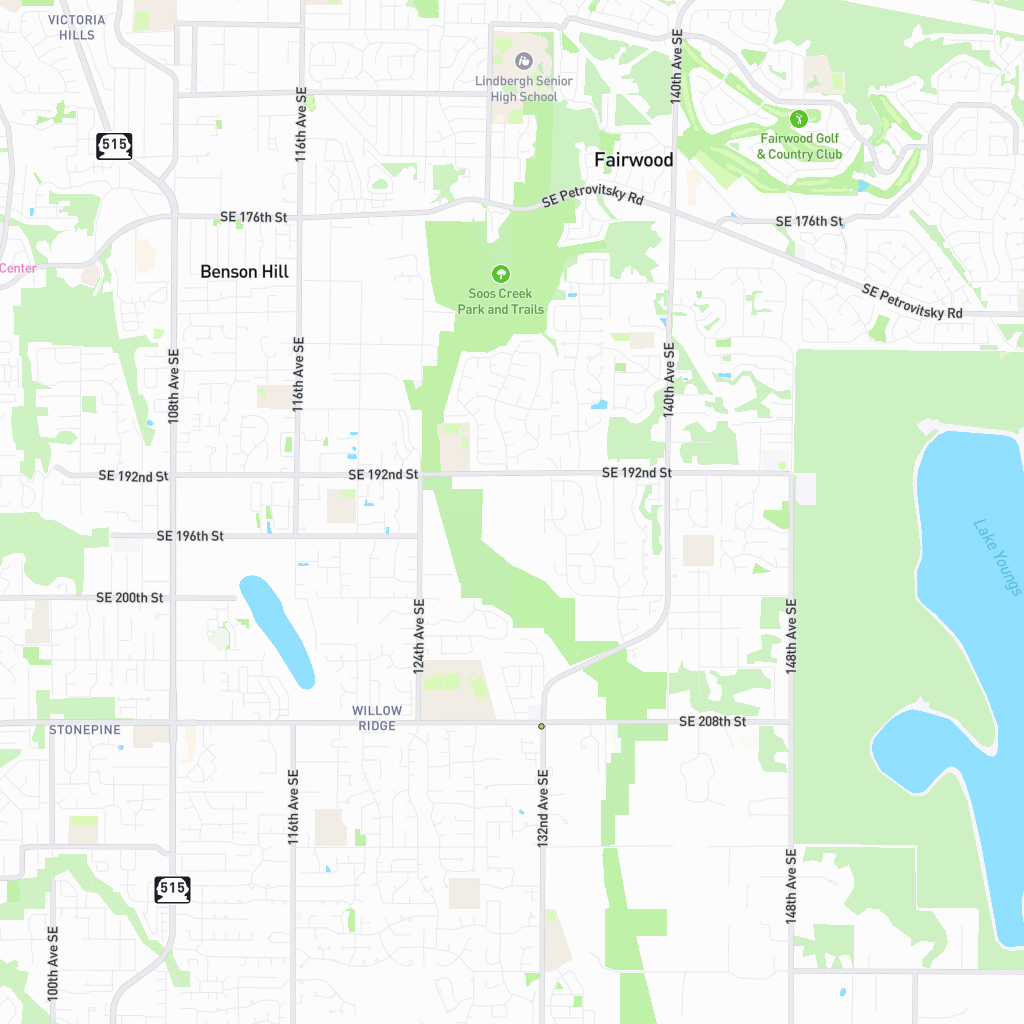 VICTORIA
HILLS
Lindbergh Senior
High School
140th Ave SE
116th Ave SE
515
Fairwood Golf
& Country Club
Fairwood
SE Petrovitsky Rd
SE 176th St
SE 176th St
Center
Benson Hill
Soos Creek
Park and Trails
SE Petrovitsky Rd
108th Ave SE
116th Ave SE
140th Ave SE
SE 192nd St
SE 192nd St
SE 192nd St
SE 196th St
Lake Youngs
SE 200th St
124th Ave SE
148th Ave SE
WILLOW
RIDGE
STONEPINE
SE 208th St
116th Ave SE
132nd Ave SE
148th Ave SE
515
100th Ave SE